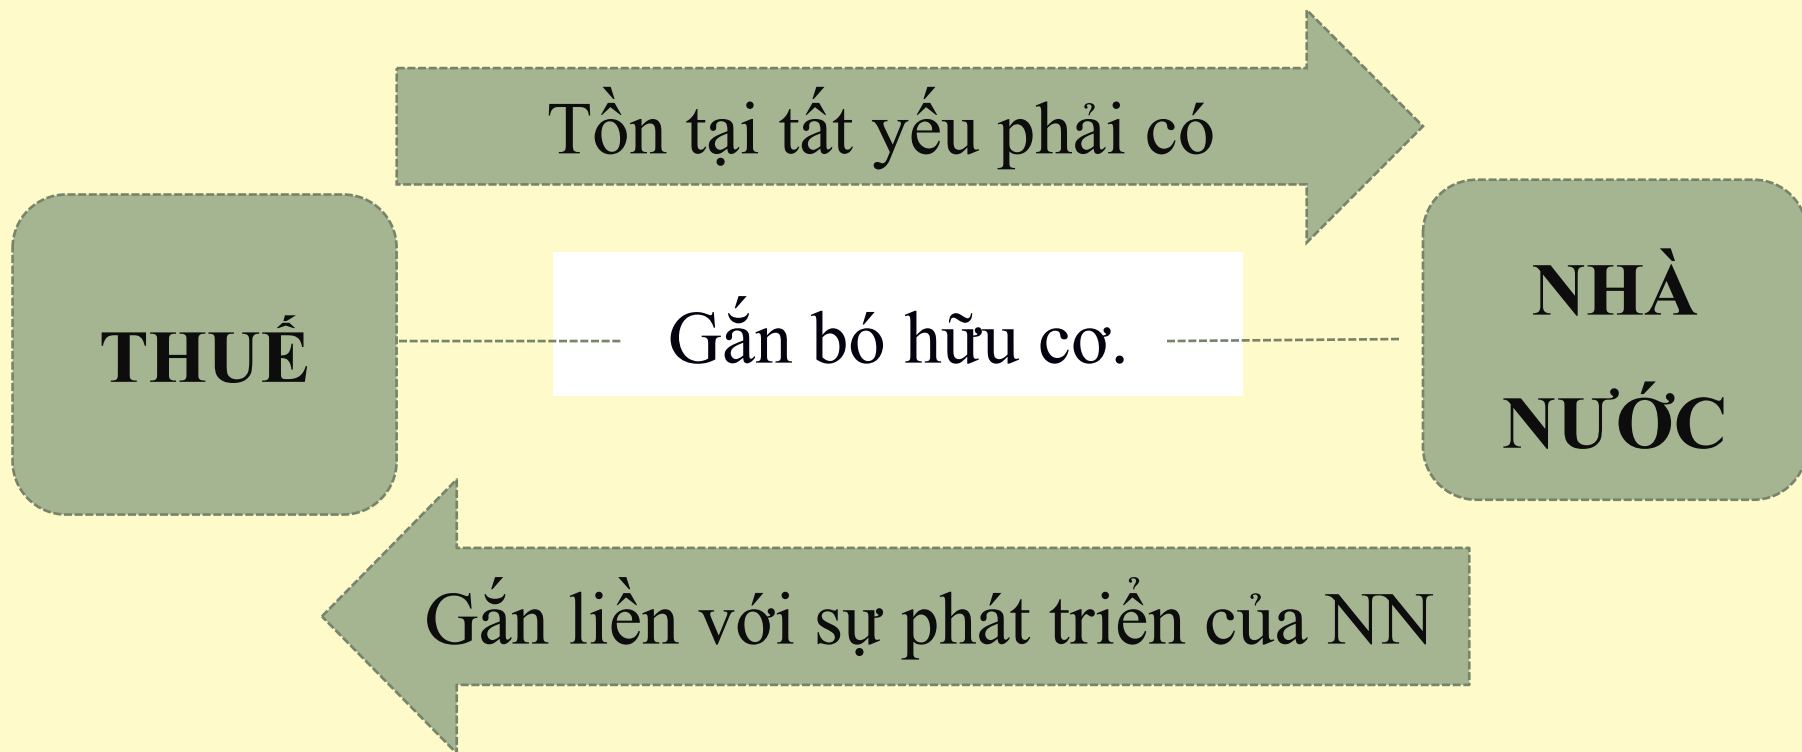 Tồn tại tất yếu phải có
THUẾ
Gắn bó hữu cơ.
NHÀ
NƯỚC
Gắn liền với sự phát triển của NN